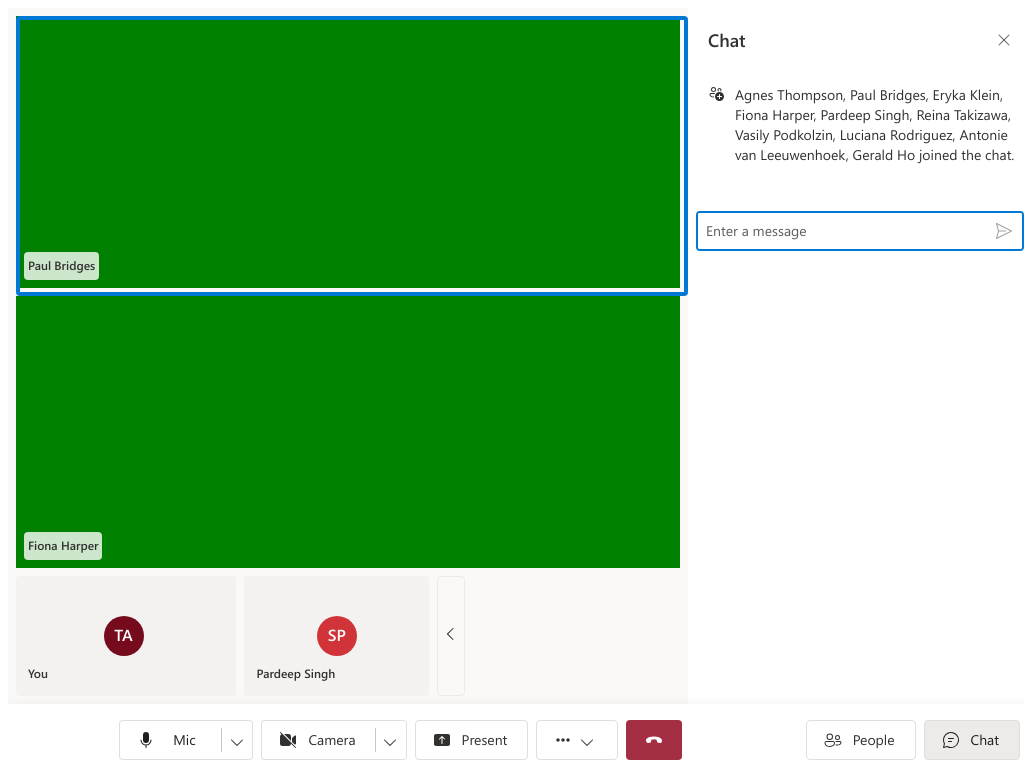 Chat
Agnes Thompson, Paul Bridges, Eryka Klein,
Fiona Harper, Pardeep Singh, Reina Takizawa,
Vasily Podkolzin, Luciana Rodriguez, Antonie
van Leeuwenhoek, Gerald Ho joined the chat.
Enter a message
Paul Bridges
Fiona Harper
TA
You
SP
Pardeep Singh
Mic
Camera
Present
People
Chat